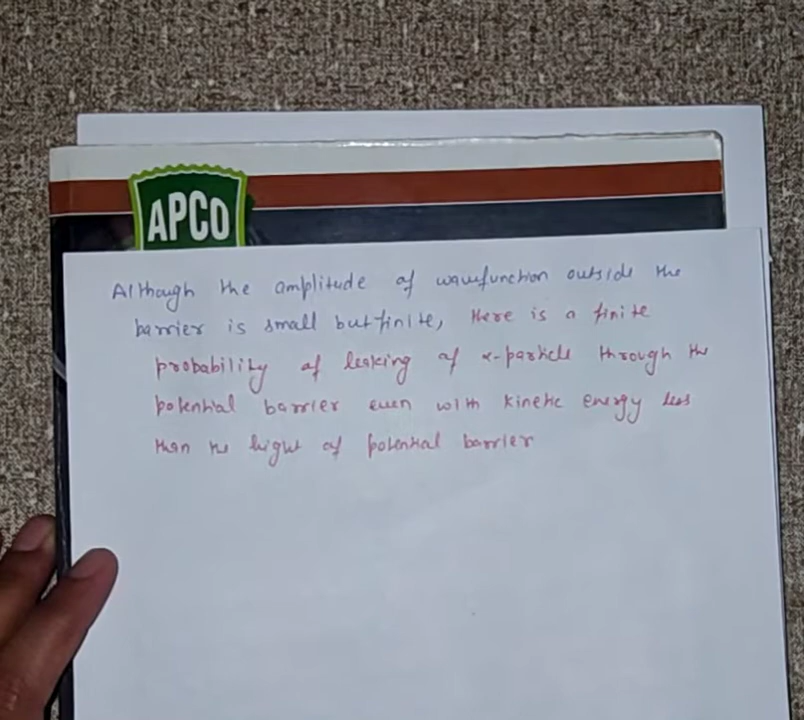 APCO
Although the amplitude of wavefunction outside the
barrier is small but finite, there is a finite
probability of leaking of α-particle through the
potential barrier even with kinetic energy less
than the hight of potential barrier